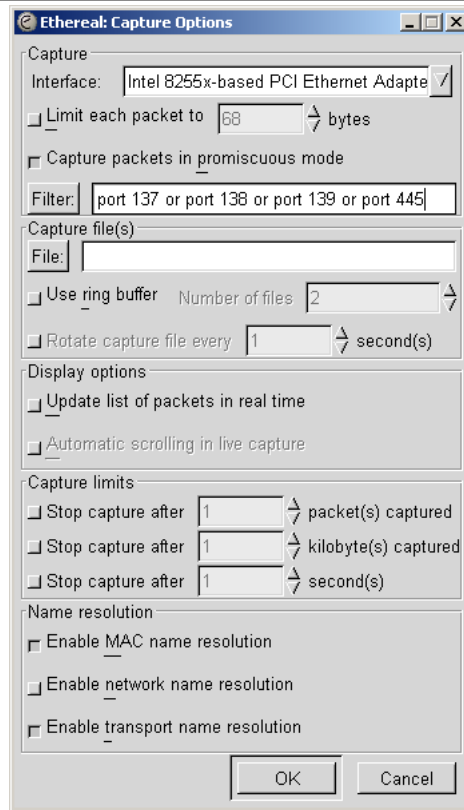 Ethereal: Capture Options
Capture
Interface: Intel 8255x-based PCI Ethernet Adapte
Limit each packet to 68 bytes
Capture packets in promiscuous mode
Filter: port 137 or port 138 or port 139 or port 445
Capture file(s)
File:
Use ring buffer Number of files 2
Rotate capture file every 1 second(s)
Display options
Update list of packets in real time
Automatic scrolling in live capture
Capture limits
Stop capture after 1 packet(s) captured
Stop capture after 1 kilobyte(s) captured
Stop capture after 1 second(s)
Name resolution
Enable MAC name resolution
Enable network name resolution
Enable transport name resolution
OK Cancel